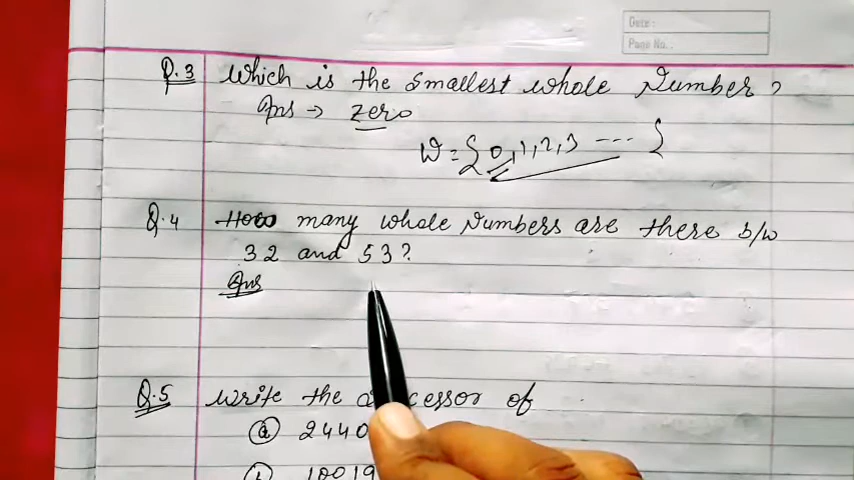 Date:
Page No.:
Q.3 Which is the smallest whole Number?
Ans → zero
W = { 0, 1, 2, 3 ---- }
Q.4 How many whole Numbers are there b/w
32 and 53?
Ans
Q.5 Write the of
(a) 2440
(b) 10019